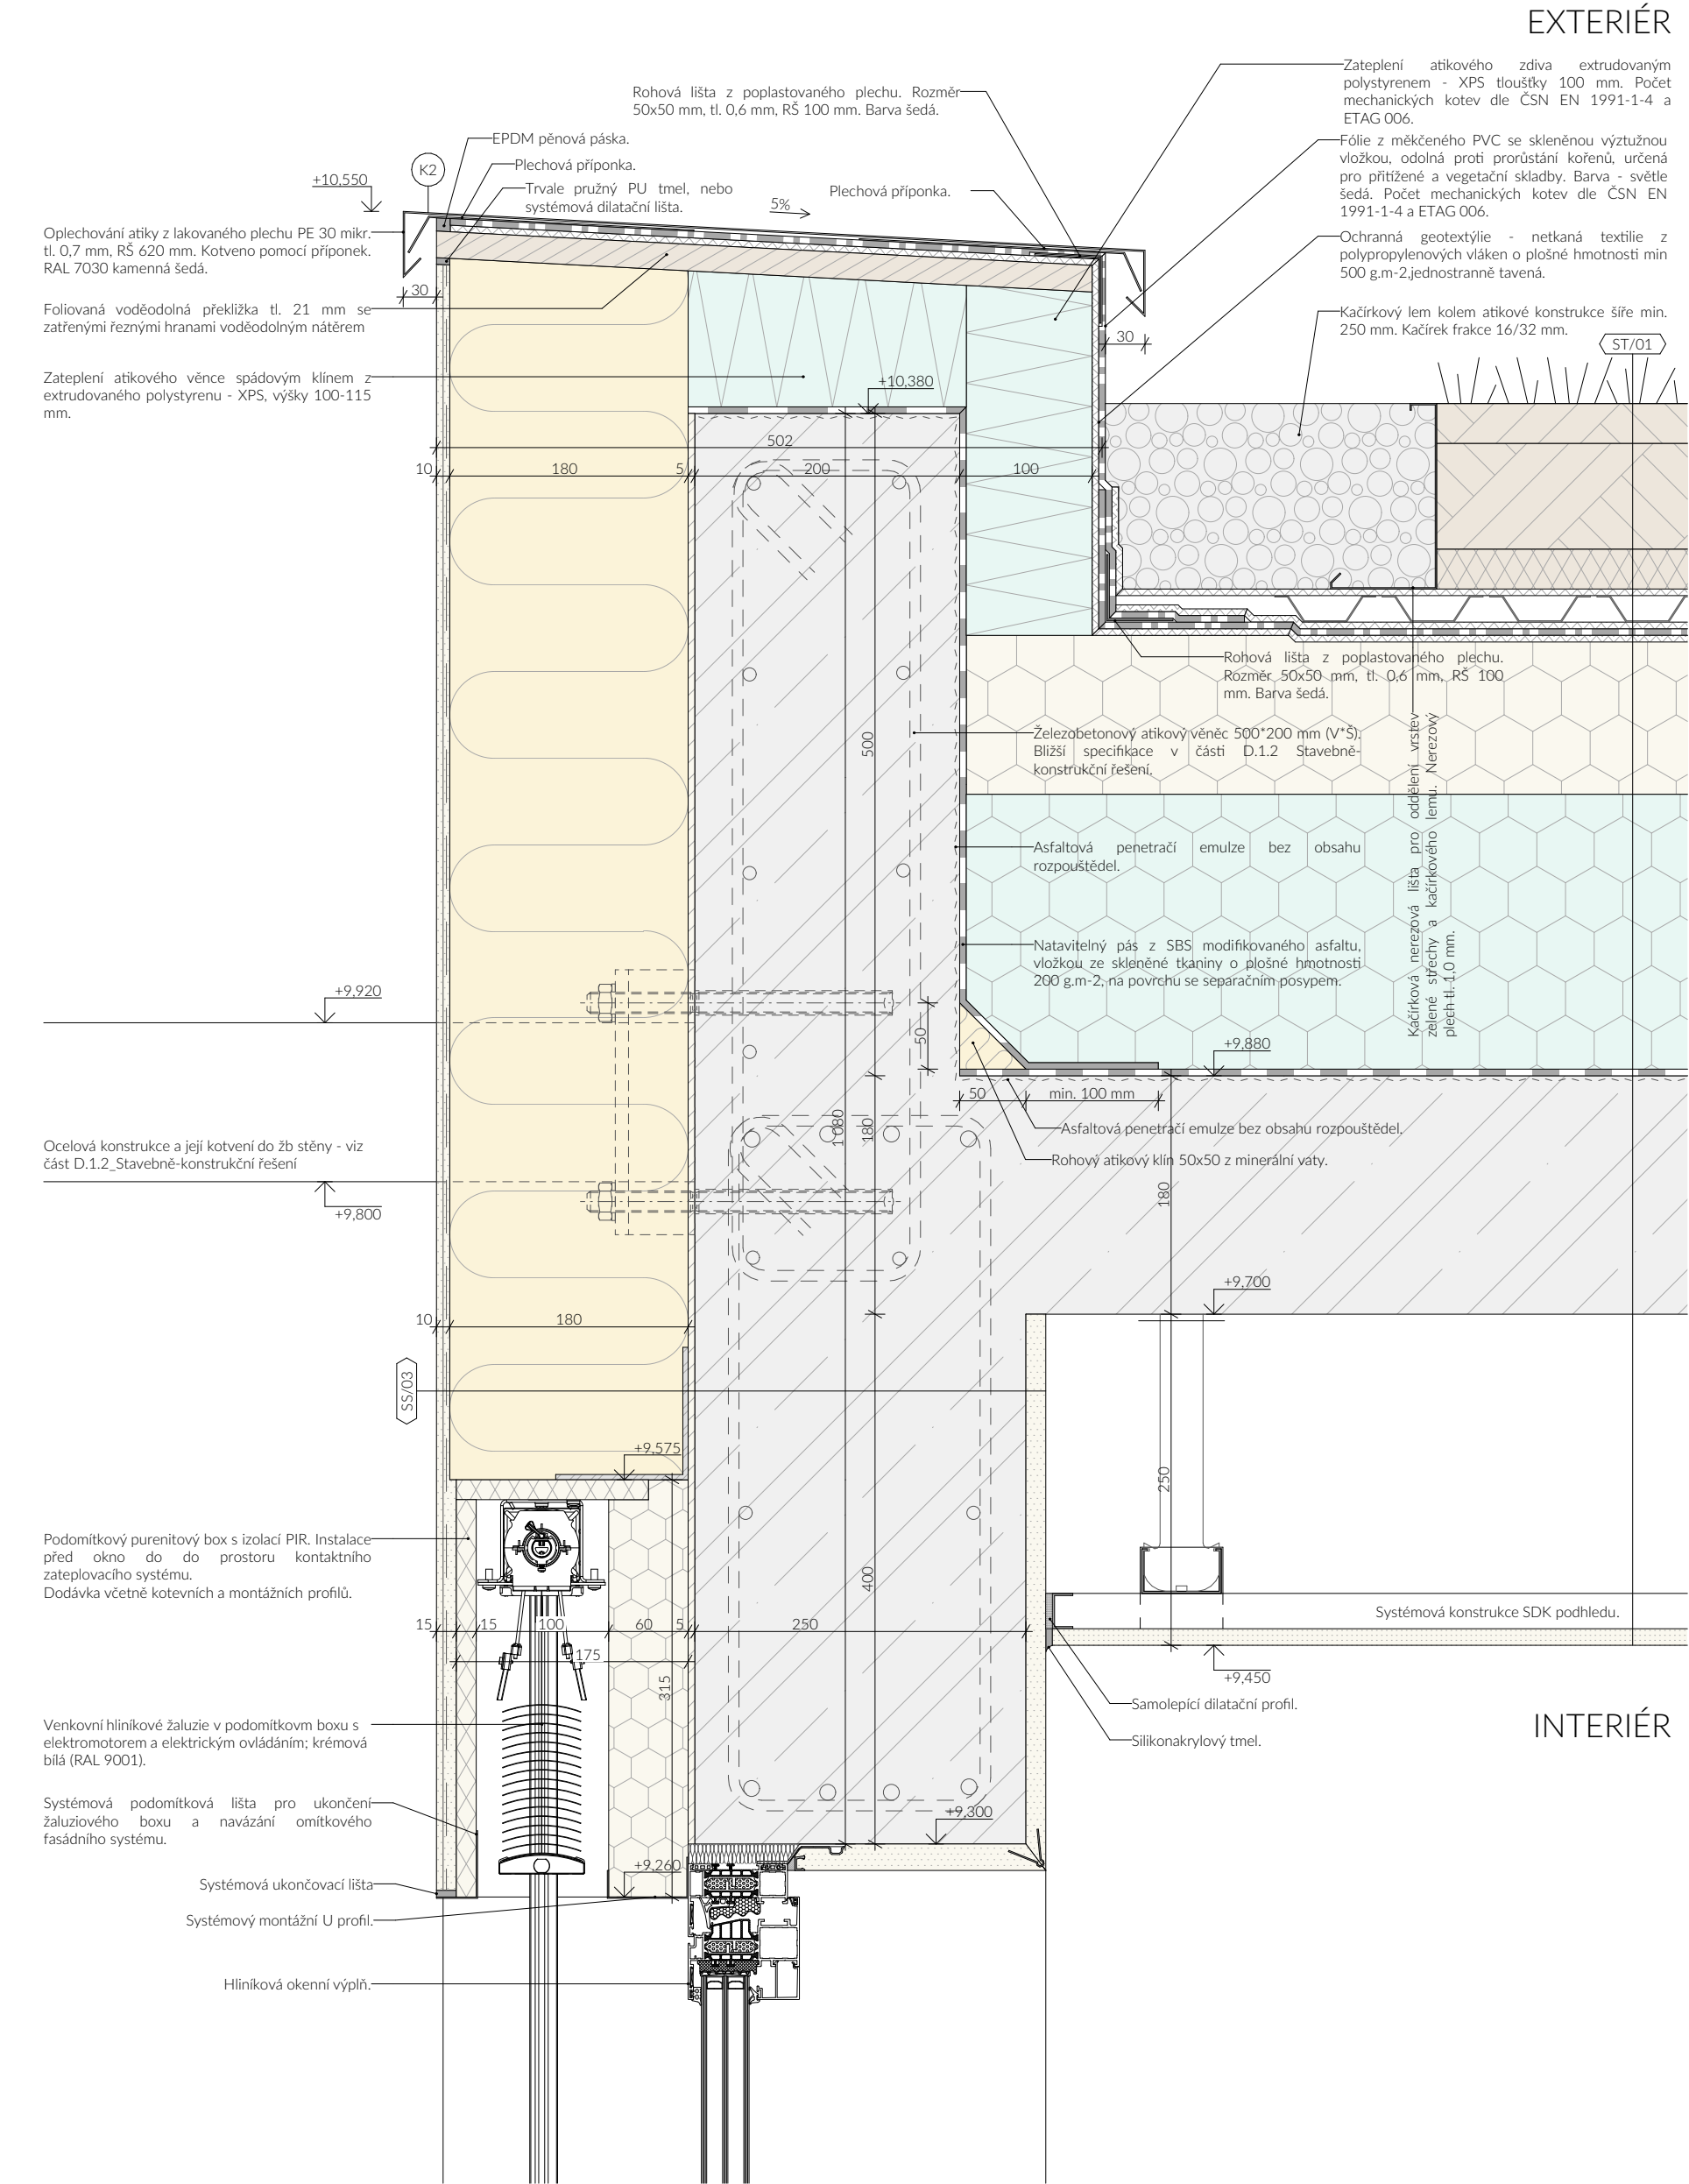 EXTERIÉR
Zateplení atikového zdiva extrudovaným
polystyrenem - XPS tloušťky 100 mm. Počet
mechanických kotev dle ČSN EN 1991-1-4 a
ETAG 006.
Rohová lišta z poplastovaného plechu. Rozměr
50x50 mm, tl. 0,6 mm, RŠ 100 mm. Barva šedá.
EPDM pěnová páska.
Plechová příponka.
Trvale pružný PU tmel, nebo
systémová dilatační lišta.
Plechová příponka.
5%
K2
+10,550
Fólie z měkčeného PVC se skleněnou výztužnou
vložkou, odolná proti prorůstání kořenů, určená
pro přitížené a vegetační skladby. Barva - světle
šedá. Počet mechanických kotev dle ČSN EN
1991-1-4 a ETAG 006.
Oplechování atiky z lakovaného plechu PE 30 mikr.
tl. 0,7 mm, RŠ 620 mm. Kotveno pomocí příponek.
RAL 7030 kamenná šedá.
Ochranná geotextýlie - netkaná textilie z
polypropylenových vláken o plošné hmotnosti min
500 g.m-2,jednostranně tavená.
30
Foliovaná voděodolná překližka tl. 21 mm se
zatřenými řeznými hranami voděodolným nátěrem
Kačírkový lem kolem atikové konstrukce šíře min.
250 mm. Kačírek frakce 16/32 mm.
30
ST/01
Zateplení atikového věnce spádovým klínem z
extrudovaného polystyrenu - XPS, výšky 100-115
mm.
+10,380
502
10
180
5
200
100
Rohová lišta z poplastovaného plechu.
Rozměr 50x50 mm, tl. 0,6 mm, RŠ 100
mm. Barva šedá.
500
Železobetonový atikový věněc 500*200 mm (V*Š).
Bližší specifikace v části D.1.2 Stavebně-
konstrukční řešení.
Kačírková nerezová lišta pro oddělení vrstev
zelené střechy a kačírkového lemu. Nerezový
plech tl. 1,0 mm.
Asfaltová penetračí emulze bez obsahu
rozpouštědel.
Natavitelný pás z SBS modifikovaného asfaltu,
vložkou ze skleněné tkaniny o plošné hmotnosti
200 g.m-2, na povrchu se separačním posypem.
+9,920
50
+9,880
50
min. 100 mm
1 080
180
Asfaltová penetračí emulze bez obsahu rozpouštědel.
Rohový atikový klín 50x50 z minerální vaty.
Ocelová konstrukce a její kotvení do žb stěny - viz
část D.1.2_Stavebně-konstrukční řešení
180
+9,800
+9,700
10
180
SS/03
+9,575
250
Podomítkový purenitový box s izolací PIR. Instalace
před okno do do prostoru kontaktního
zateplovacího systému.
Dodávka včetně kotevních a montážních profilů.
400
Systémová konstrukce SDK podhledu.
15
15
100
60
5
250
175
315
+9,450
Samolepící dilatační profil.
Silikonakrylový tmel.
INTERIÉR
Venkovní hliníkové žaluzie v podomítkovm boxu s
elektromotorem a elektrickým ovládáním; krémová
bílá (RAL 9001).
Systémová podomítková lišta pro ukončení
žaluziového boxu a navázání omítkového
fasádního systému.
+9,300
+9,260
Systémová ukončovací lišta
Systémový montážní U profil.
Hliníková okenní výplň.